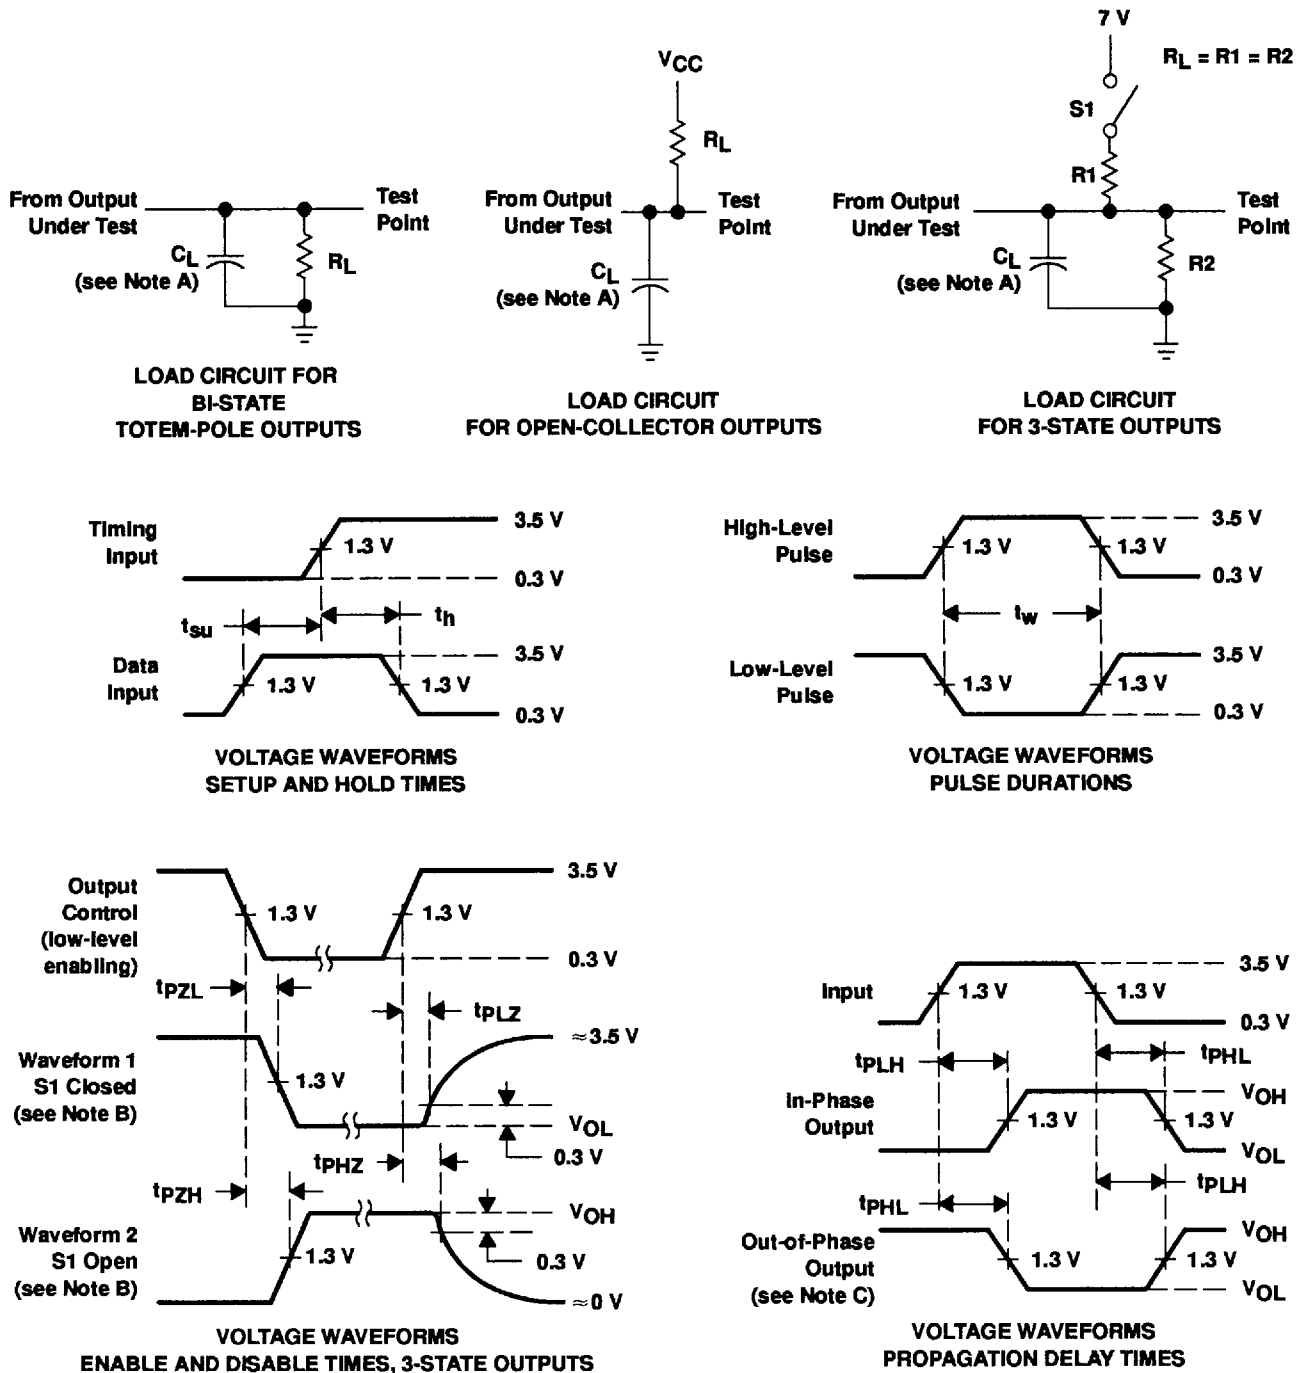 7 V
RL = R1 = R2
S1
R1
From Output
Under Test
Test
Point
CL
(see Note A)
R2
LOAD CIRCUIT
FOR 3-STATE OUTPUTS
VCC
RL
From Output
Under Test
Test
Point
CL
(see Note A)
LOAD CIRCUIT
FOR OPEN-COLLECTOR OUTPUTS
From Output
Under Test
Test
Point
CL
(see Note A)
RL
LOAD CIRCUIT FOR
BI-STATE
TOTEM-POLE OUTPUTS
Timing
Input
3.5 V
1.3 V
0.3 V
tsu
th
Data
Input
3.5 V
1.3 V
1.3 V
0.3 V
VOLTAGE WAVEFORMS
SETUP AND HOLD TIMES
High-Level
Pulse
3.5 V
1.3 V
1.3 V
0.3 V
tw
Low-Level
Pulse
3.5 V
1.3 V
1.3 V
0.3 V
VOLTAGE WAVEFORMS
PULSE DURATIONS
Output
Control
(low-level
enabling)
3.5 V
1.3 V
1.3 V
0.3 V
tPZL
tPLZ
Waveform 1
S1 Closed
(see Note B)
≈3.5 V
1.3 V
VOL
0.3 V
tPHZ
tPZH
Waveform 2
S1 Open
(see Note B)
VOH
1.3 V
0.3 V
≈0 V
VOLTAGE WAVEFORMS
ENABLE AND DISABLE TIMES, 3-STATE OUTPUTS
Input
3.5 V
1.3 V
1.3 V
0.3 V
tPLH
tPHL
In-Phase
Output
VOH
1.3 V
1.3 V
VOL
tPHL
tPLH
Out-of-Phase
Output
(see Note C)
VOH
1.3 V
1.3 V
VOL
VOLTAGE WAVEFORMS
PROPAGATION DELAY TIMES